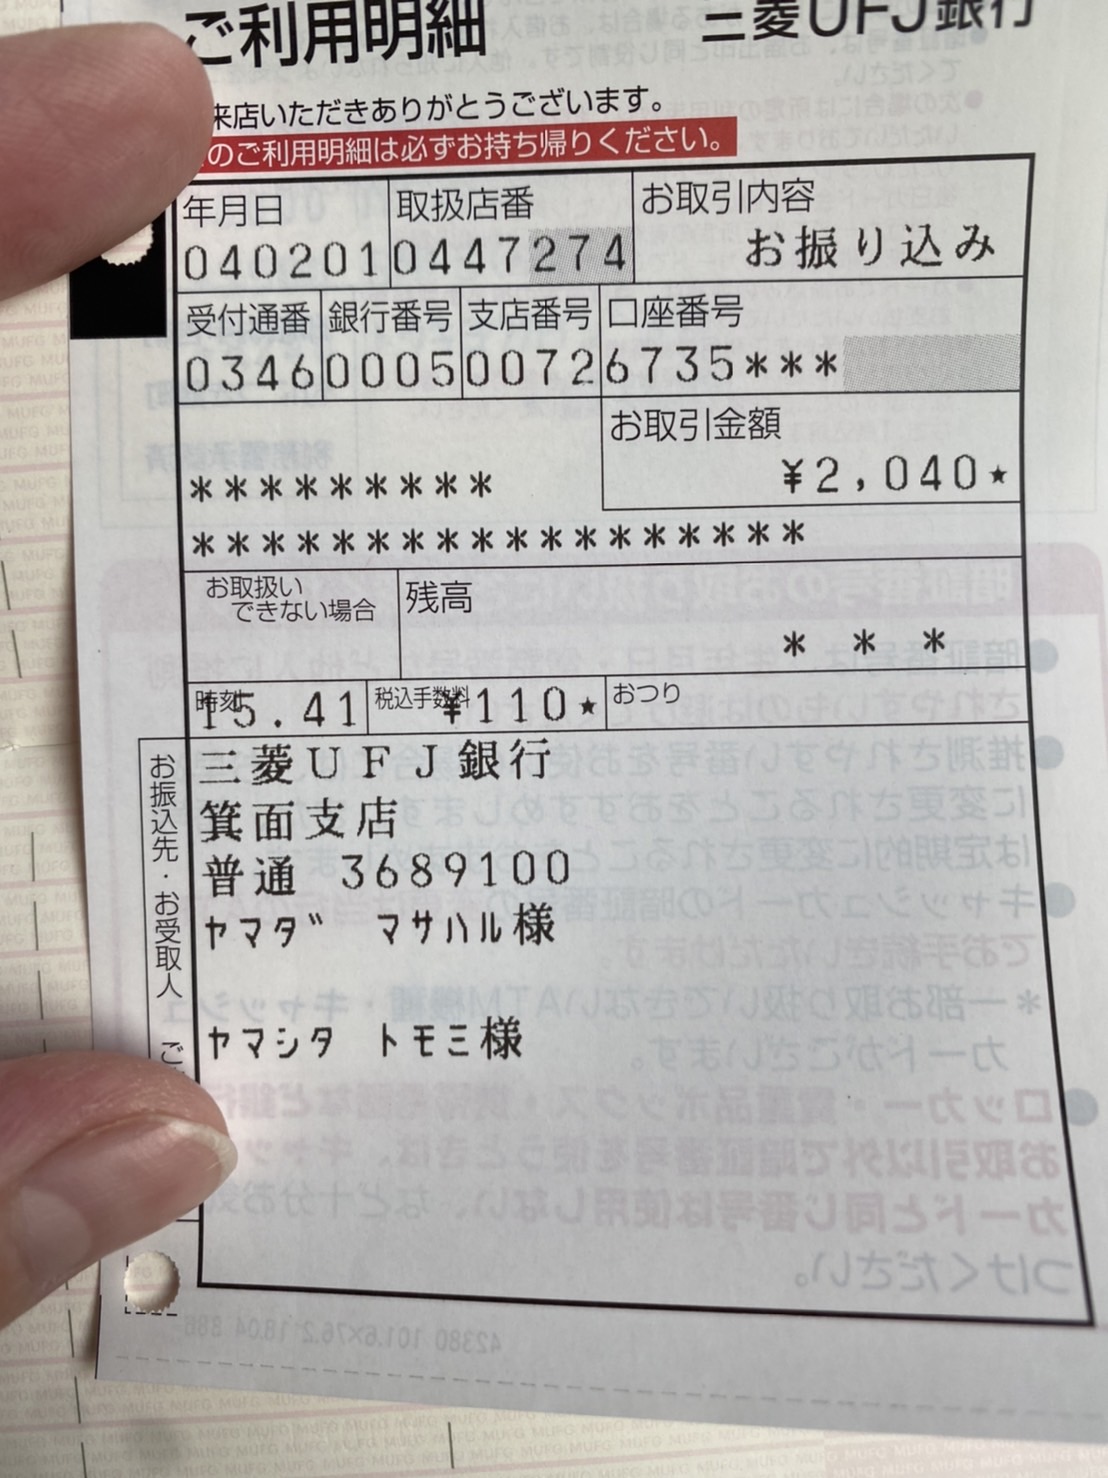 ご利用明細 三菱UFJ銀行
来店いただきありがとうございます。
のご利用明細は必ずお持ち帰りください。
年月日 取扱店番 お取引内容
040201 0447274 お振り込み
受付通番 銀行番号 支店番号 口座番号
0346 0005 0072 6735***
お取引金額
¥2,040★
*********
******************
お取扱いできない場合 残高
* * *
時刻 税込手数料 おつり
15.41 ¥110★
お振込先・お受取人 ご
三菱UFJ銀行
箕面支店
普通 3689100
ヤマダ マサハル様
ヤマシタ トモミ様